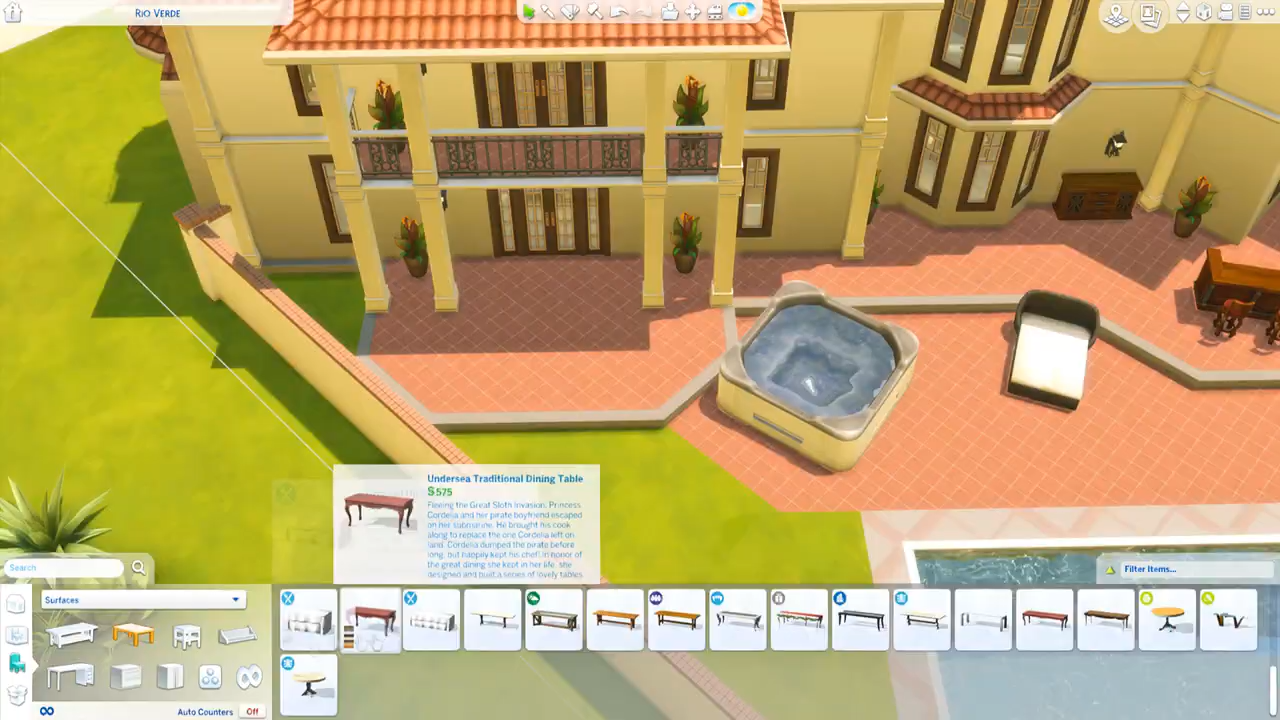 RIO VERDE
Undersea Traditional Dining Table
$575
Fleeing the Great Sloth Invasion, Princess
Cordelia and her pirate boyfriend escaped
on her submarine. He brought his cook
along to replace the one Cordelia left on
land. Cordelia dumped the pirate before
long, but happily kept his chef! In honor of
the great dining she kept in her life, she
designed and built a series of lovely tables
Search
Filter Items...
Surfaces
Auto Counters
Off